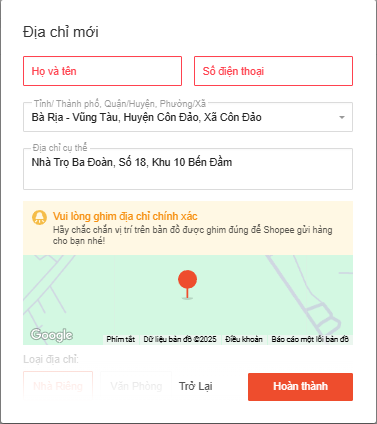 Địa chỉ mới
Họ và tên
Số điện thoại
Tỉnh/ Thành phố, Quận/Huyện, Phường/Xã
Bà Rịa - Vũng Tàu, Huyện Côn Đảo, Xã Côn Đảo
Địa chỉ cụ thể
Nhà Trọ Ba Đoàn, Số 18, Khu 10 Bến Đầm
Vui lòng ghim địa chỉ chính xác
Hãy chắc chắn vị trí trên bản đồ được ghim đúng để Shopee gửi hàng
cho bạn nhé!
Google
Phím tắt
Dữ liệu bản đồ ©2025
Điều khoản
Báo cáo một lỗi bản đồ
Loại địa chỉ:
Nhà Riêng
Văn Phòng
Trở Lại
Hoàn thành